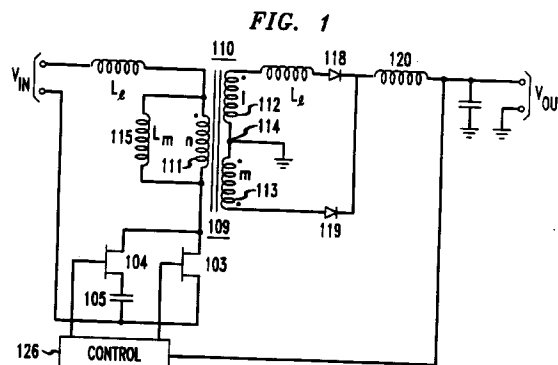 FIG. 1
110
118
120
V_IN
L_ℓ
L_ℓ
V_OU
112
115
L_m
n
l
114
111
m
113
109
119
104
103
105
126
CONTROL